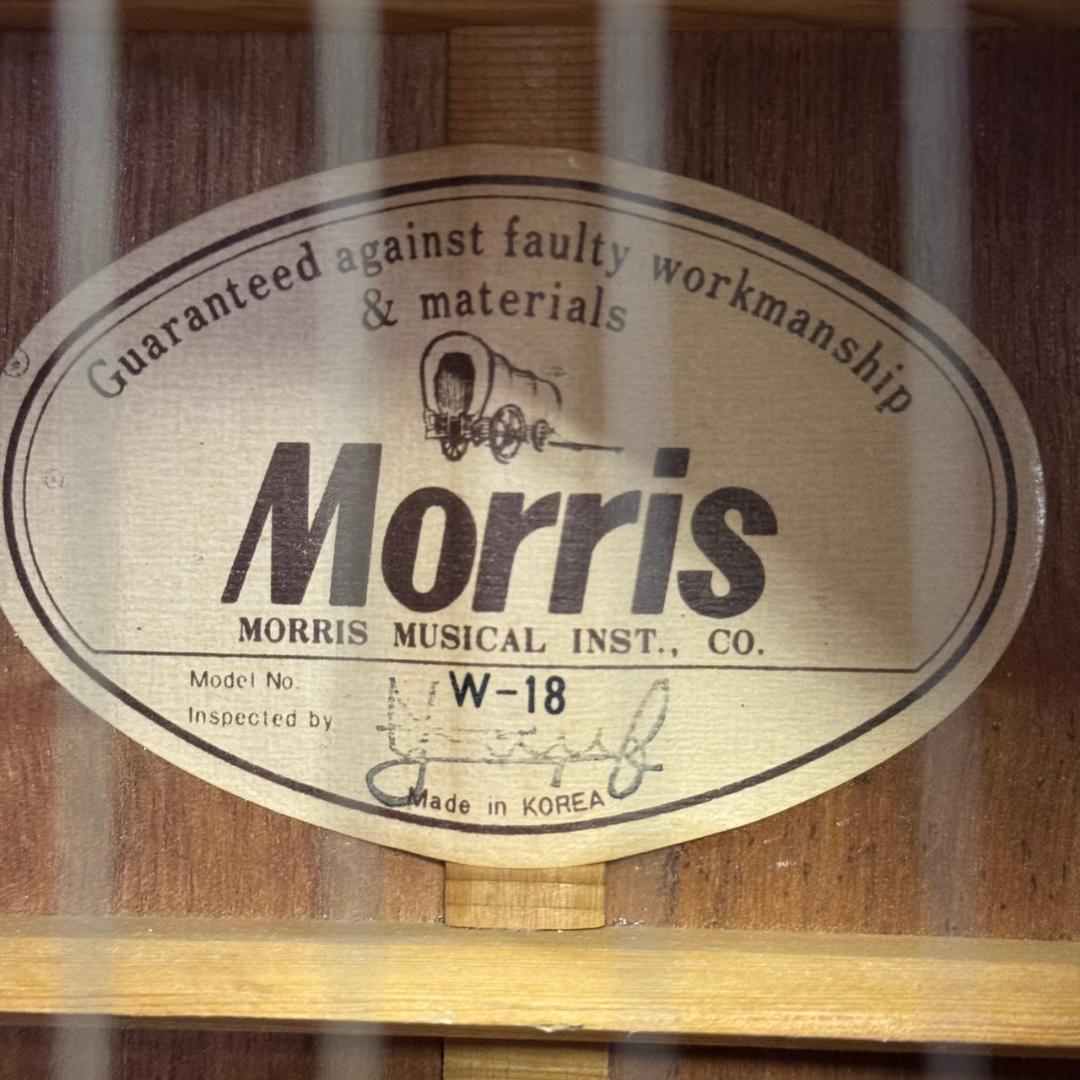 Guaranteed against faulty workmanship
& materials
Morris
MORRIS MUSICAL INST., CO.
Model No. W-18
Inspected by
Made in KOREA